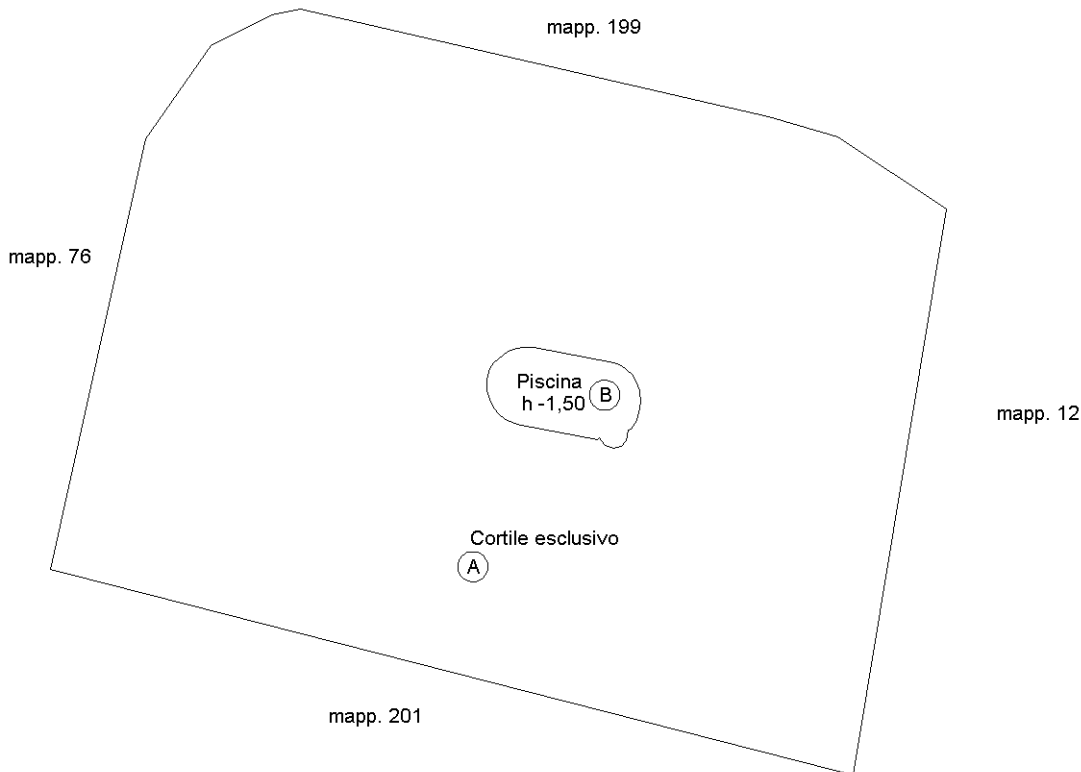 mapp. 199
mapp. 76
Piscina
h -1,50
B
mapp. 12
Cortile esclusivo
A
mapp. 201